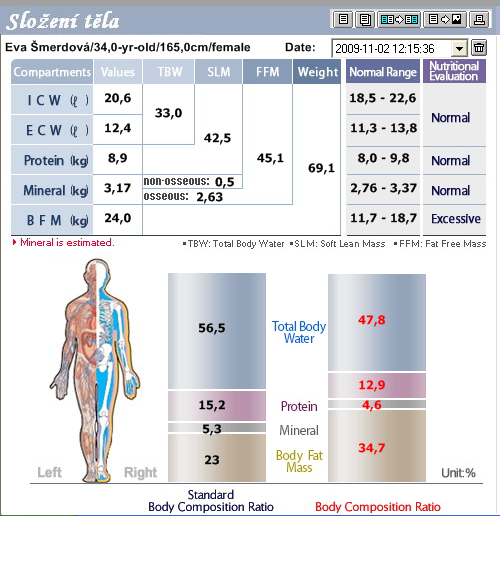 Složení těla
Eva Šmerdová/34,0-yr-old/165,0cm/female Date: 2009-11-02 12:15:36
Compartments Values TBW SLM FFM Weight Normal Range Nutritional Evaluation
I C W (ℓ) 20,6 33,0 42,5 45,1 69,1 18,5 - 22,6 Normal
E C W (ℓ) 12,4 11,3 - 13,8
Protein (kg) 8,9 8,0 - 9,8 Normal
Mineral (kg) 3,17 non-osseous: 0,5 2,76 - 3,37 Normal
osseous: 2,63
B F M (kg) 24,0 11,7 - 18,7 Excessive
Mineral is estimated. •TBW: Total Body Water •SLM: Soft Lean Mass •FFM: Fat Free Mass
56,5 Total Body Water 47,8
15,2 Protein 12,9
5,3 Mineral 4,6
23 Body Fat Mass 34,7
Left Right Unit:%
Standard
Body Composition Ratio Body Composition Ratio